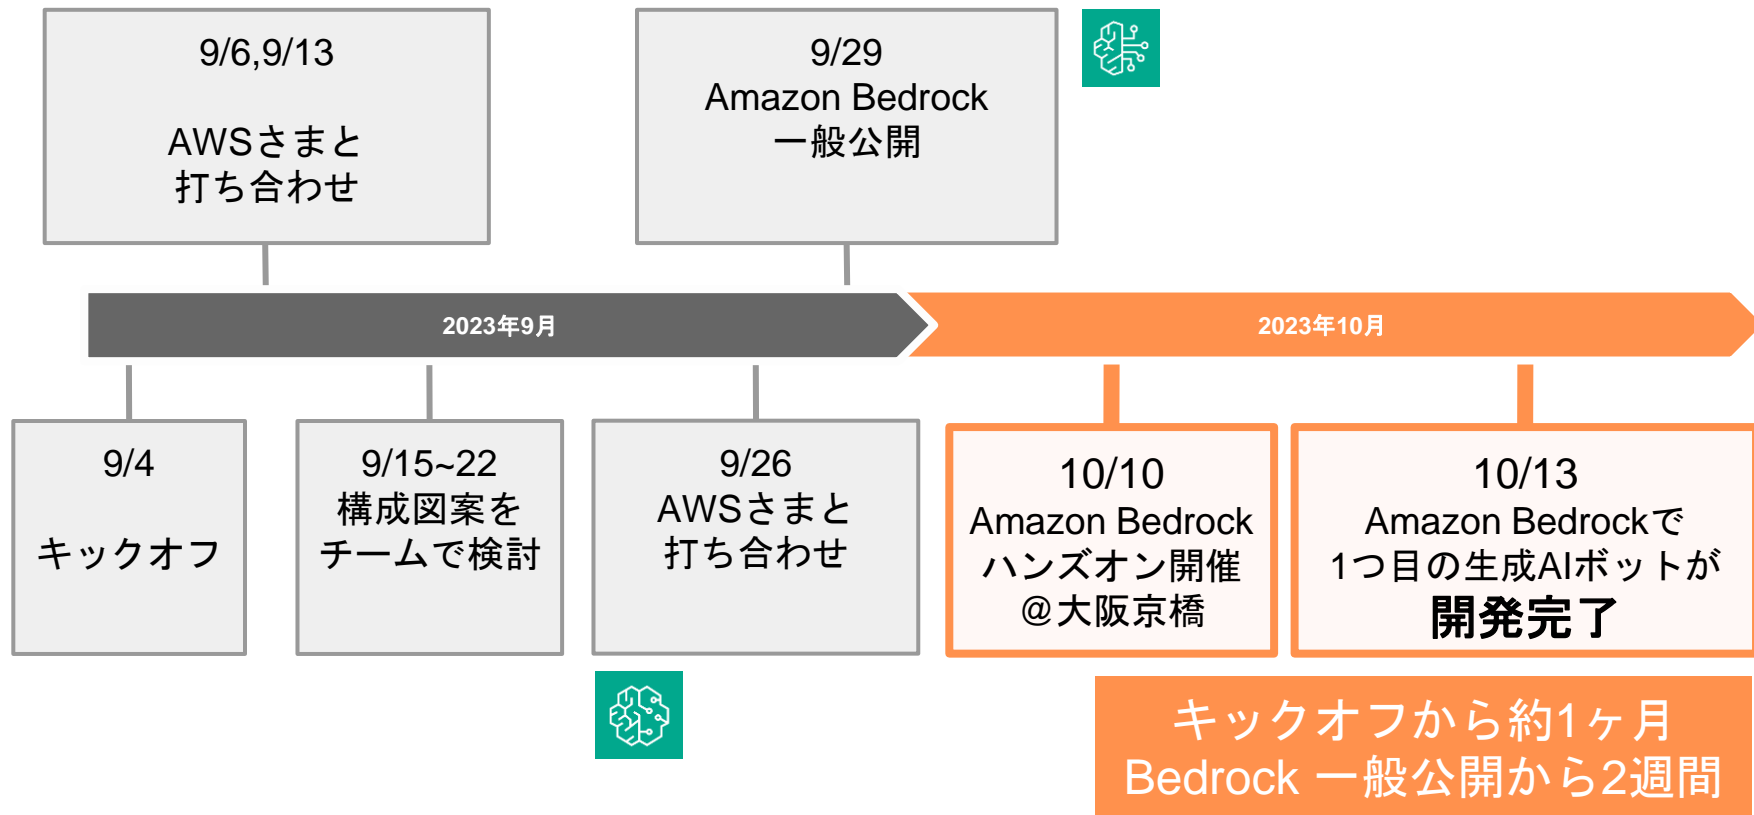 9/6,9/13
AWSさまと
打ち合わせ
9/29
Amazon Bedrock
一般公開
2023年9月
2023年10月
9/4
キックオフ
9/15~22
構成図案を
チームで検討
9/26
AWSさまと
打ち合わせ
10/10
Amazon Bedrock
ハンズオン開催
@大阪京橋
10/13
Amazon Bedrockで
1つ目の生成AIボットが
開発完了
キックオフから約1ヶ月
Bedrock 一般公開から2週間